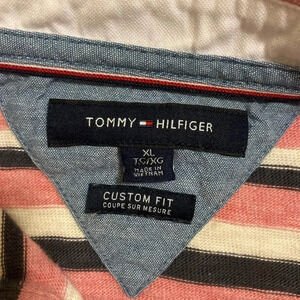 TOMMY HILFIGER
XL
TG/XG
MADE IN
VIETNAM
CUSTOM FIT
COUPE SUR MESURE